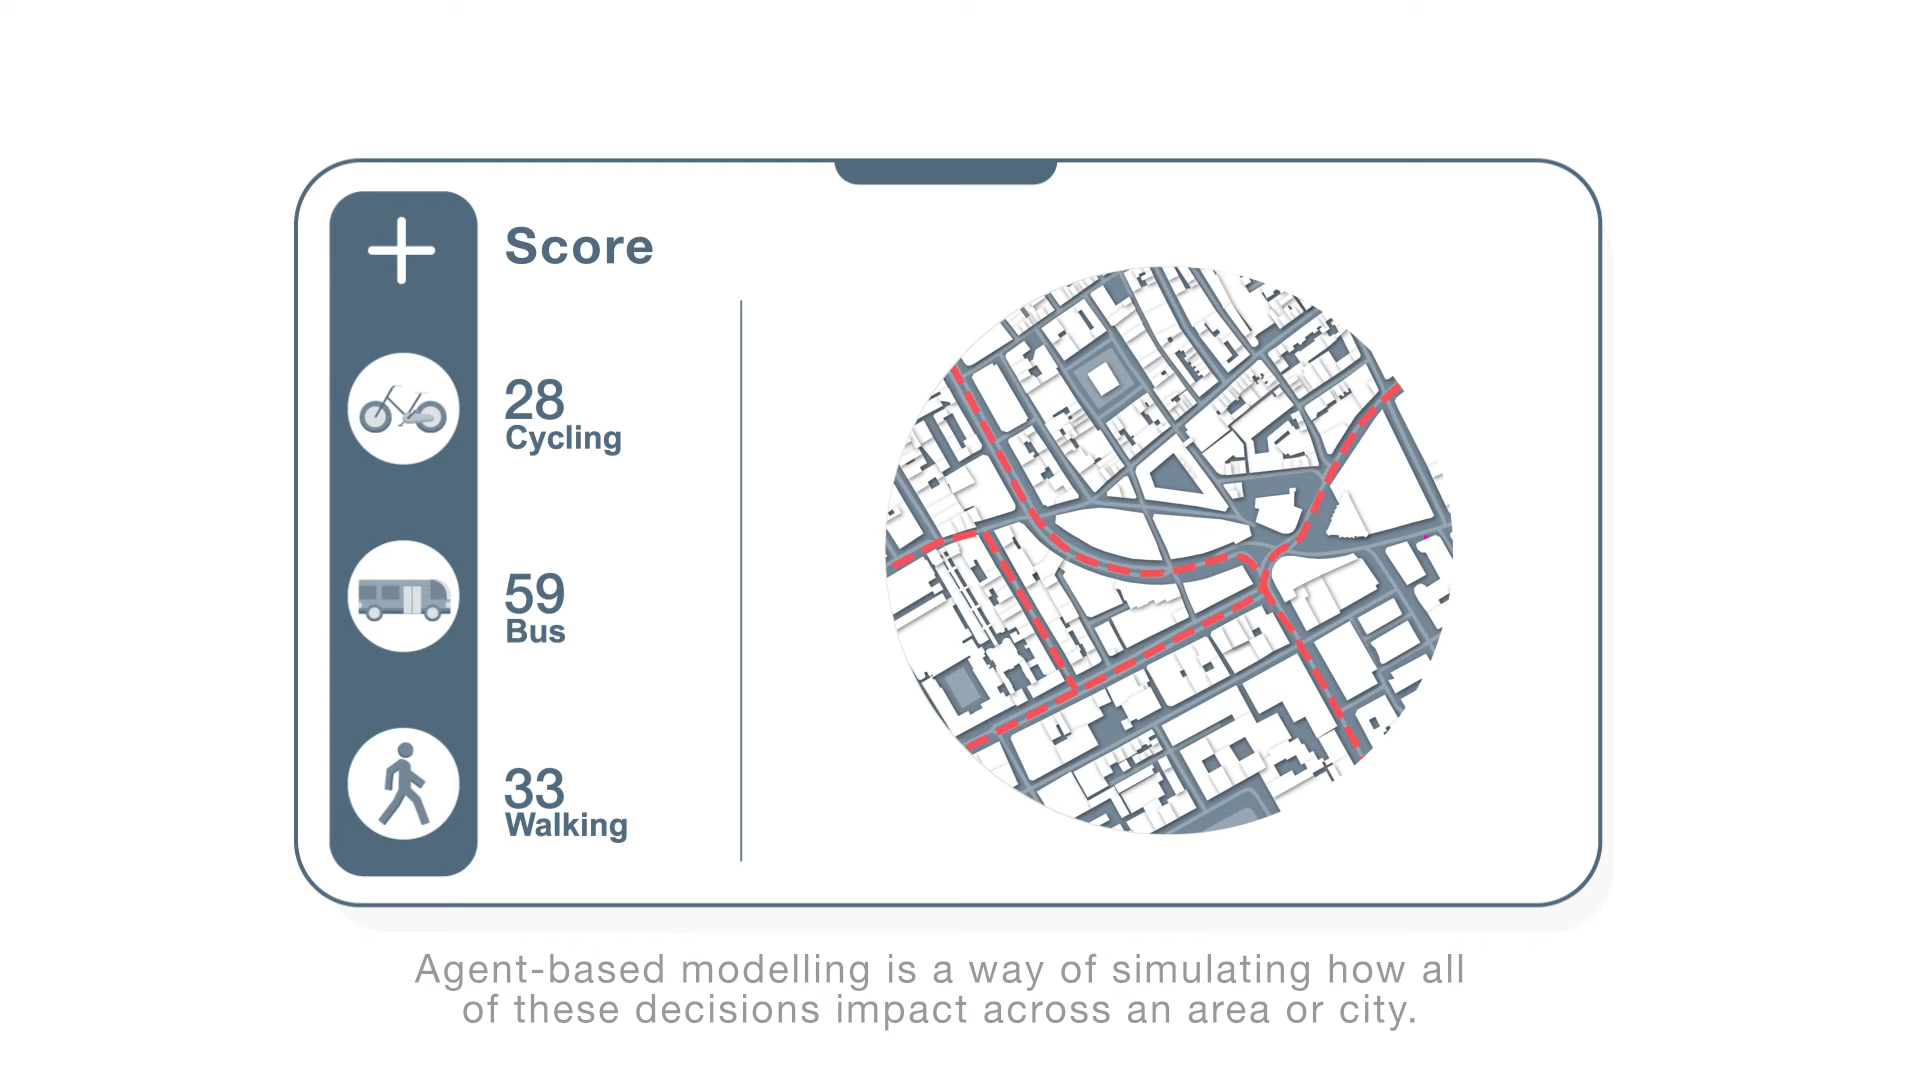 Score
28
Cycling
59
Bus
33
Walking
Agent-based modelling is a way of simulating how all
of these decisions impact across an area or city.